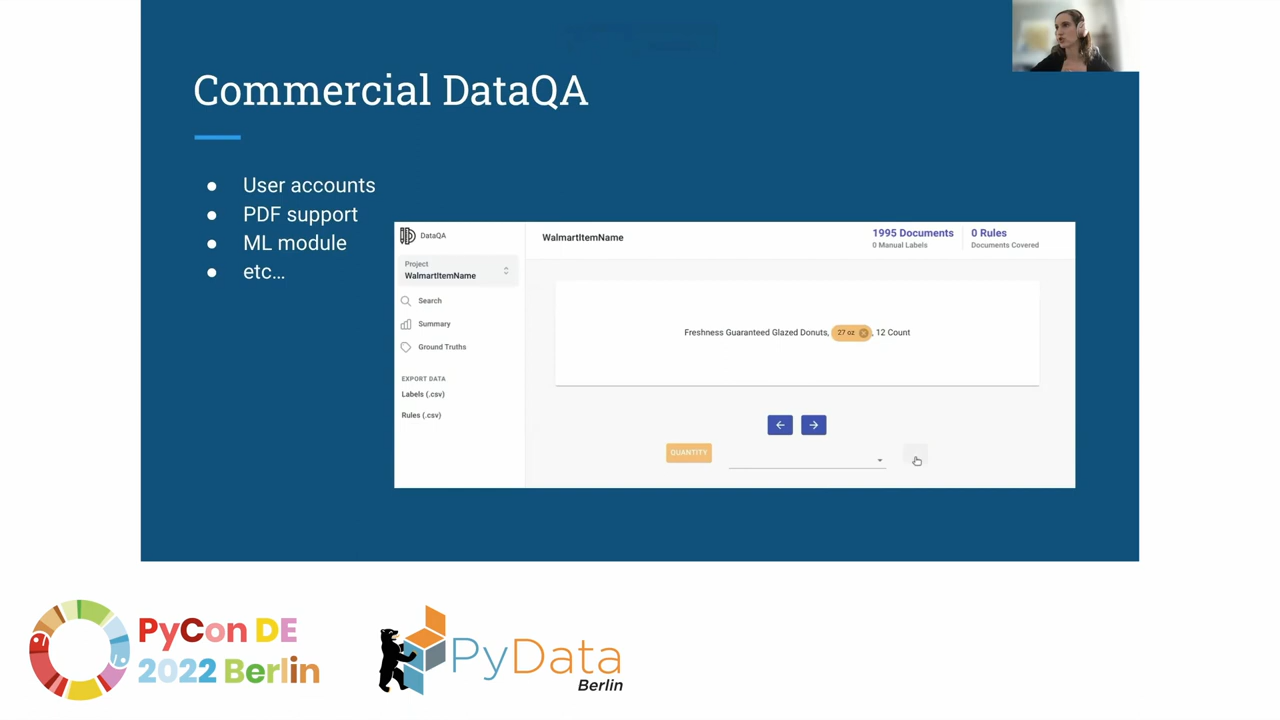 Commercial DataQA
● User accounts
● PDF support
● ML module
● etc…
DataQA
Project
WalmartItemName
Search
Summary
Ground Truths
EXPORT DATA
Labels (.csv)
Rules (.csv)
WalmartItemName
1995 Documents
0 Manual Labels
0 Rules
Documents Covered
Freshness Guaranteed Glazed Donuts, 27 oz , 12 Count
QUANTITY
PyCon DE
2022 Berlin
PyData
Berlin